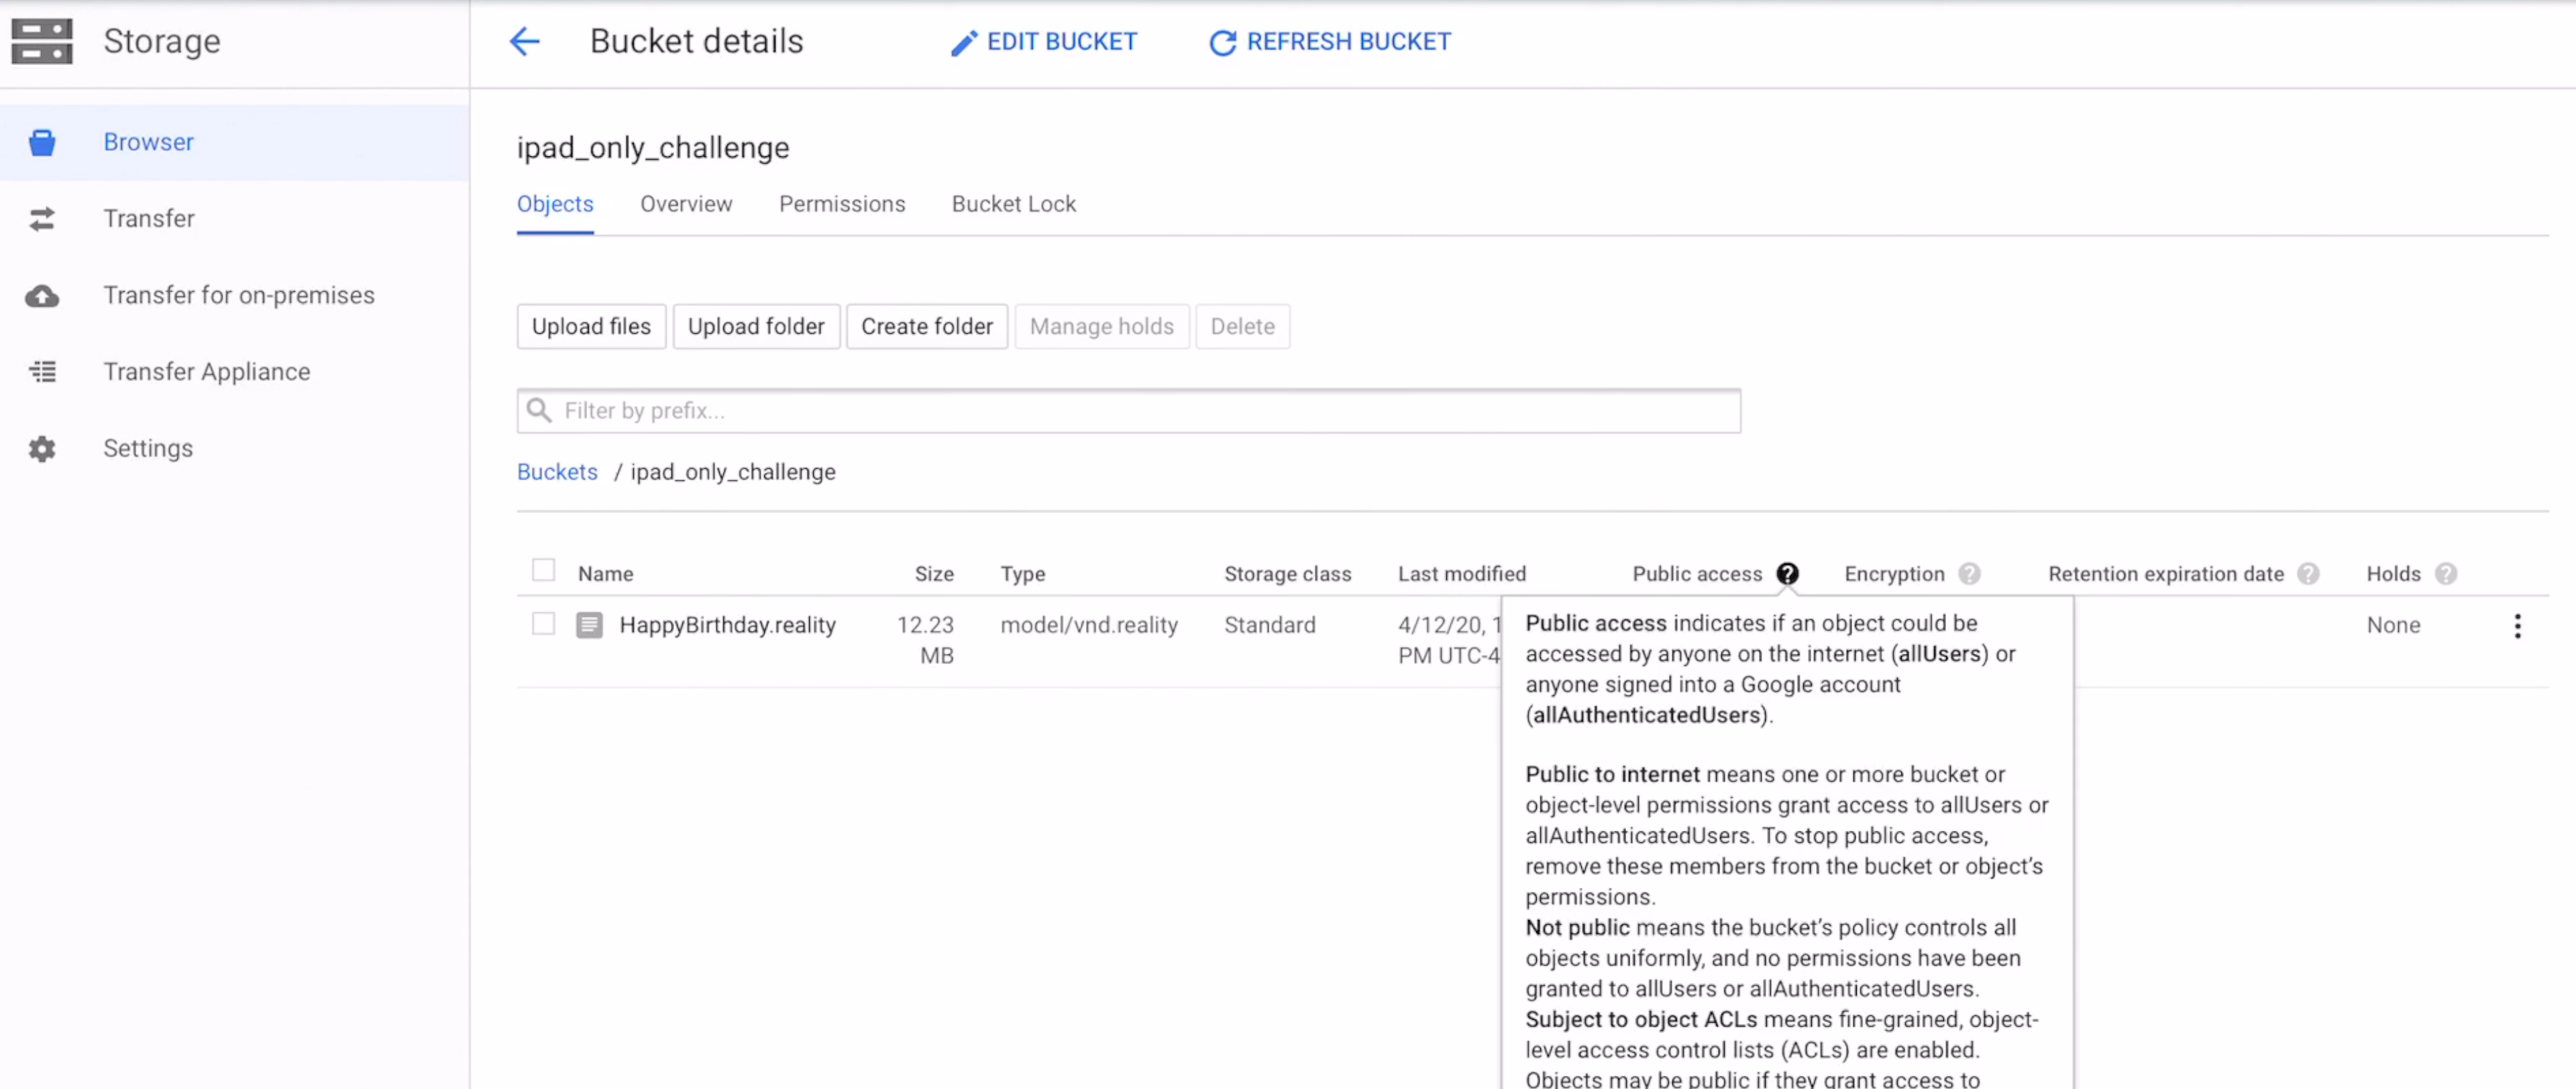 Storage
Bucket details
EDIT BUCKET
REFRESH BUCKET
Browser
Transfer
Transfer for on-premises
Transfer Appliance
Settings
ipad_only_challenge
Objects
Overview
Permissions
Bucket Lock
Upload files
Upload folder
Create folder
Manage holds
Delete
Filter by prefix...
Buckets / ipad_only_challenge
Name
Size
Type
Storage class
Last modified
Public access
Encryption
Retention expiration date
Holds
HappyBirthday.reality
12.23
MB
model/vnd.reality
Standard
4/12/20, 1
PM UTC-4
None
Public access indicates if an object could be
accessed by anyone on the internet (allUsers) or
anyone signed into a Google account
(allAuthenticatedUsers).
Public to internet means one or more bucket or
object-level permissions grant access to allUsers or
allAuthenticatedUsers. To stop public access,
remove these members from the bucket or object's
permissions.
Not public means the bucket's policy controls all
objects uniformly, and no permissions have been
granted to allUsers or allAuthenticatedUsers.
Subject to object ACLs means fine-grained, object-
level access control lists (ACLs) are enabled.
Objects may be public if they grant access to